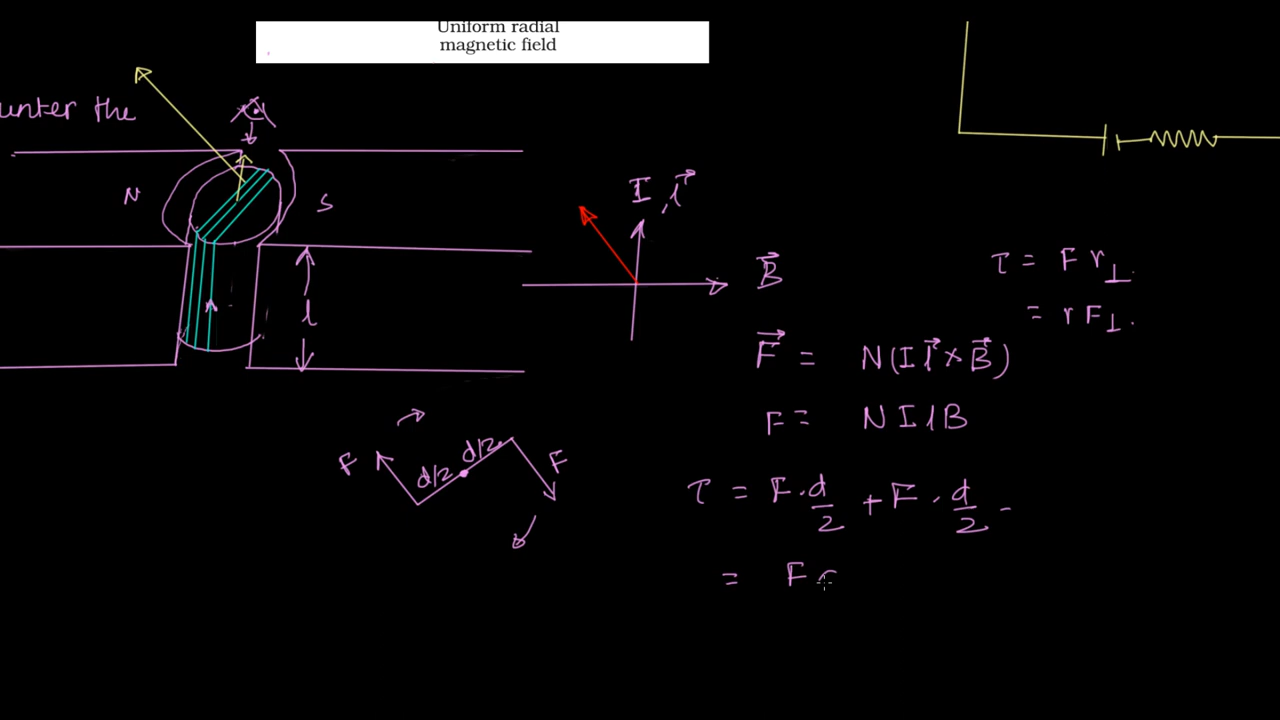 Uniform radial
magnetic field
unter the
N
S
l
I, l⃗
B⃗
τ = F r⊥.
= r F⊥.
F⃗ = N(I l⃗ × B⃗)
F = N I l B
F
d/2
d/2
F
τ = F. d/2 + F . d/2 -
= F